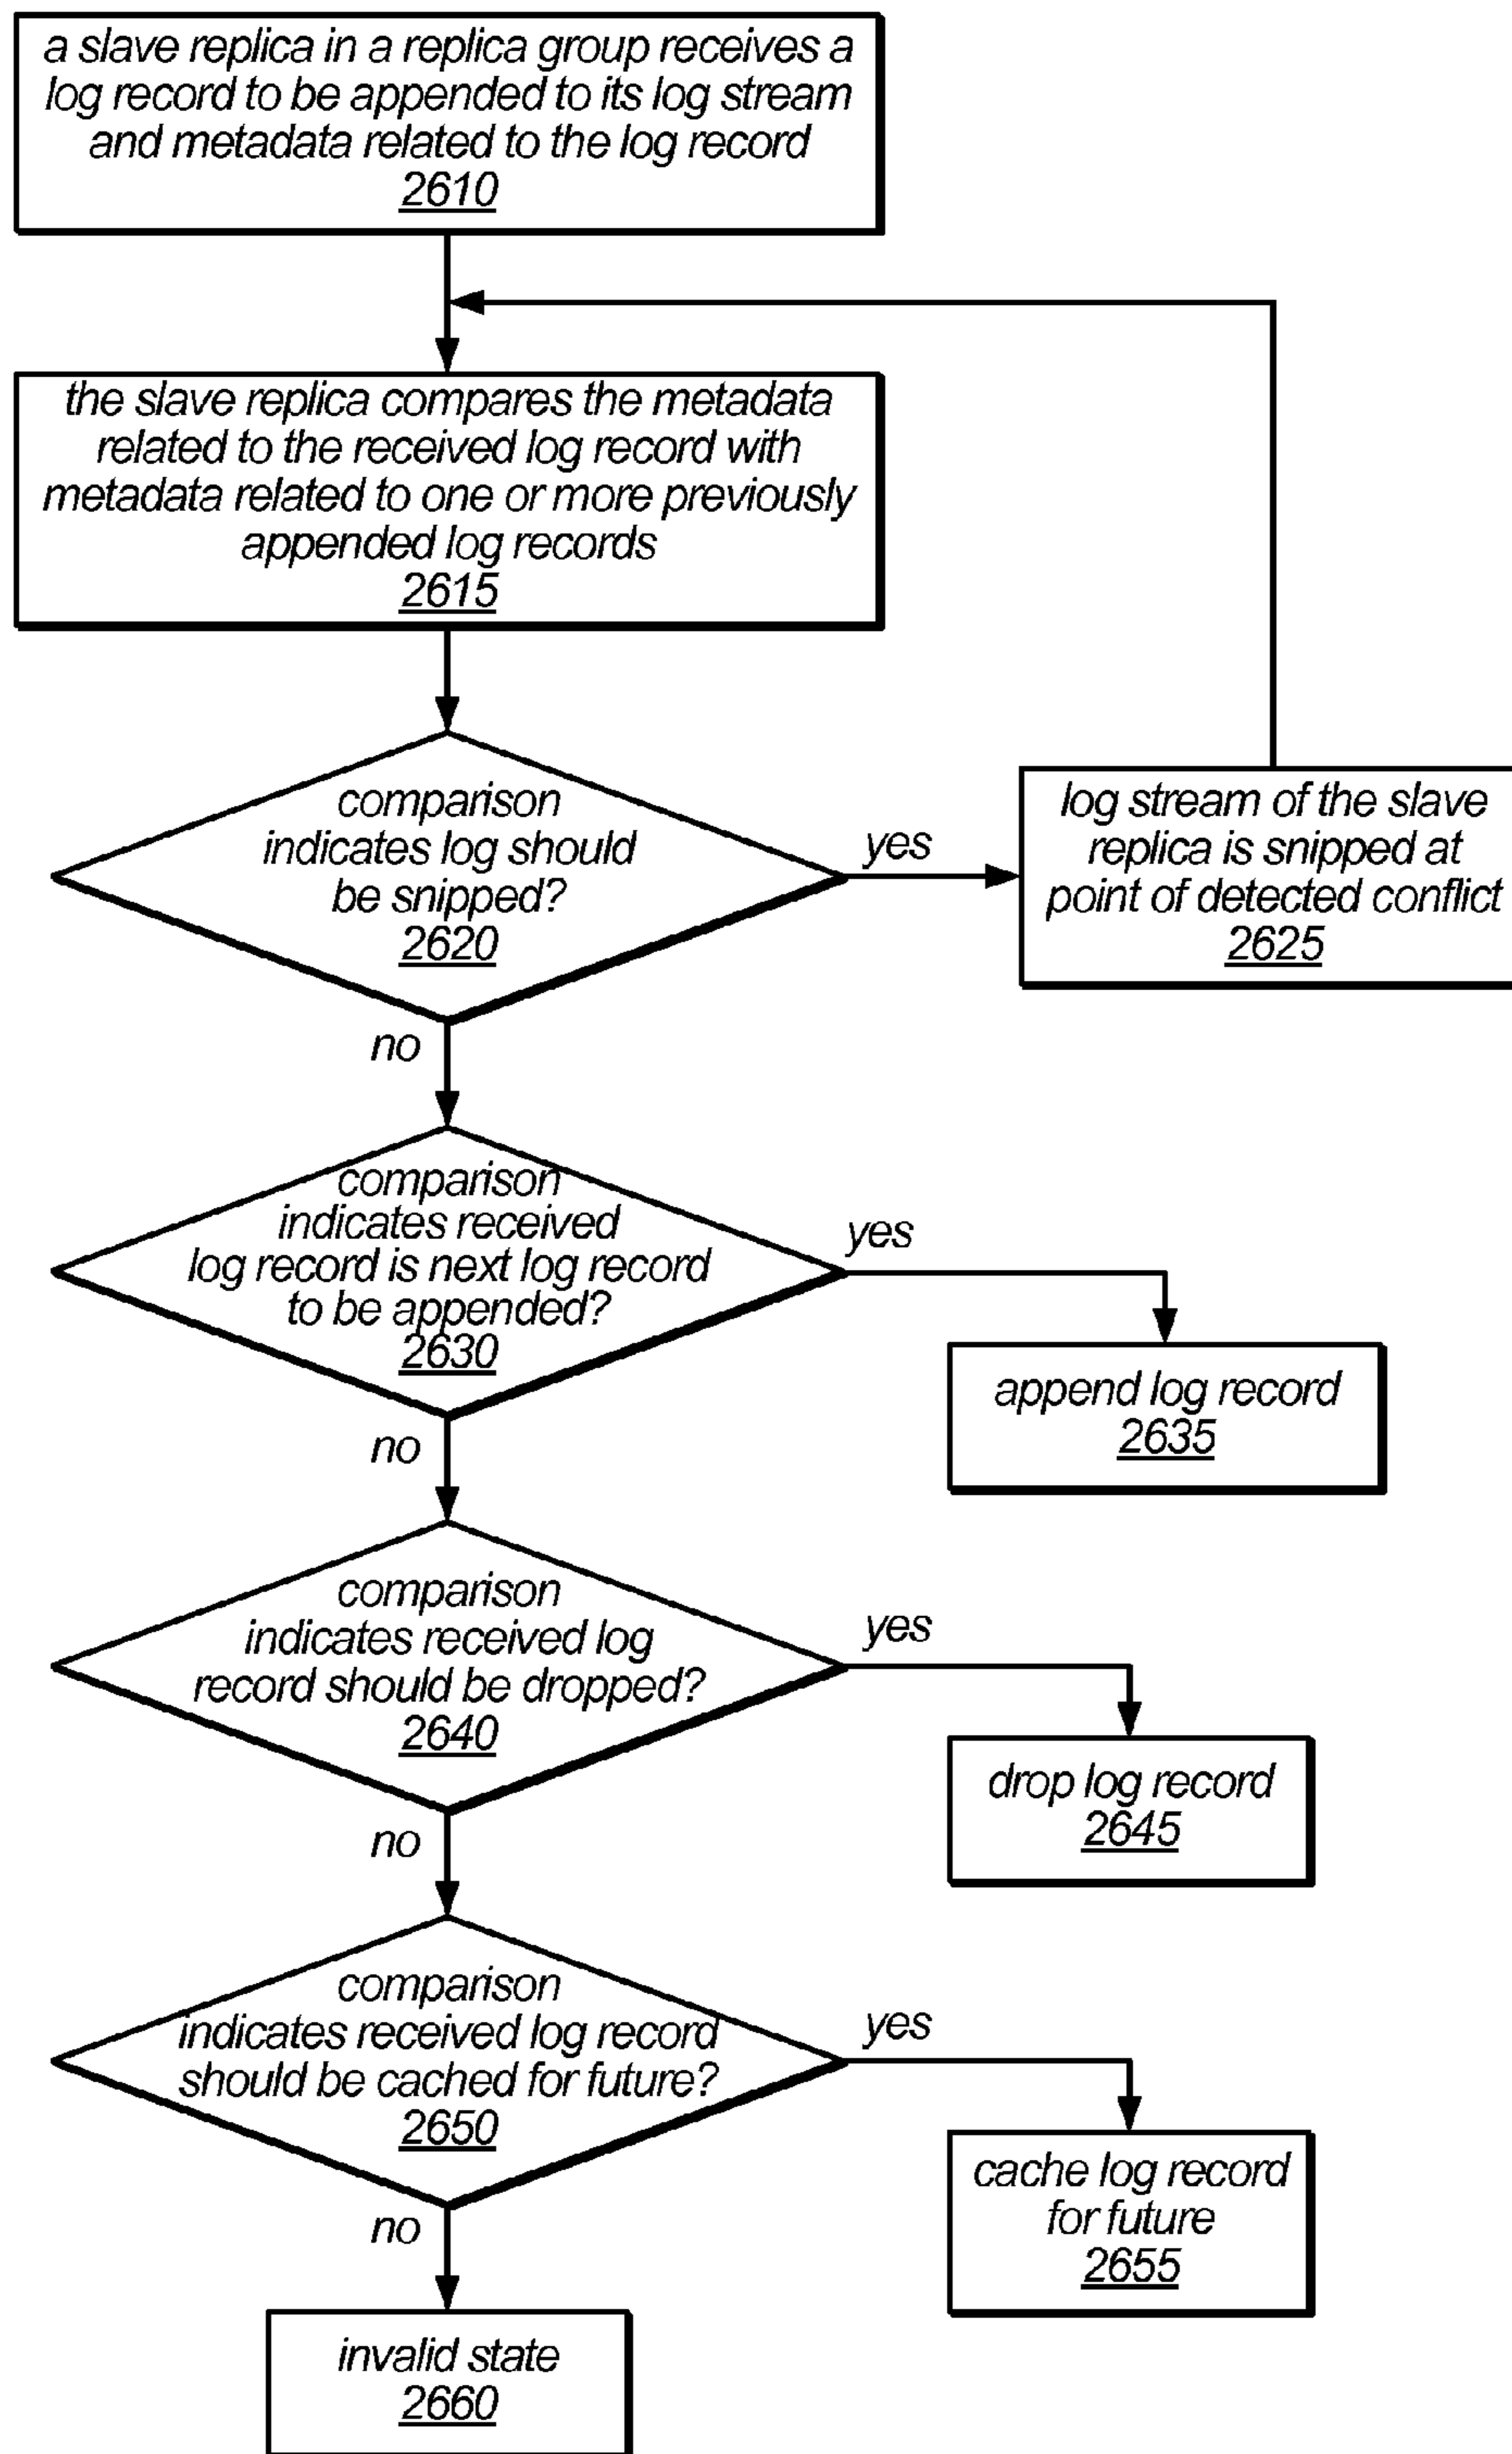 a slave replica in a replica group receives a
log record to be appended to its log stream
and metadata related to the log record
2610
the slave replica compares the metadata
related to the received log record with
metadata related to one or more previously
appended log records
2615
comparison
indicates log should
be snipped?
2620
yes
log stream of the slave
replica is snipped at
point of detected conflict
2625
no
comparison
indicates received
log record is next log record
to be appended?
2630
yes
append log record
2635
no
comparison
indicates received log
record should be dropped?
2640
yes
drop log record
2645
no
comparison
indicates received log record
should be cached for future?
2650
yes
cache log record
for future
2655
no
invalid state
2660